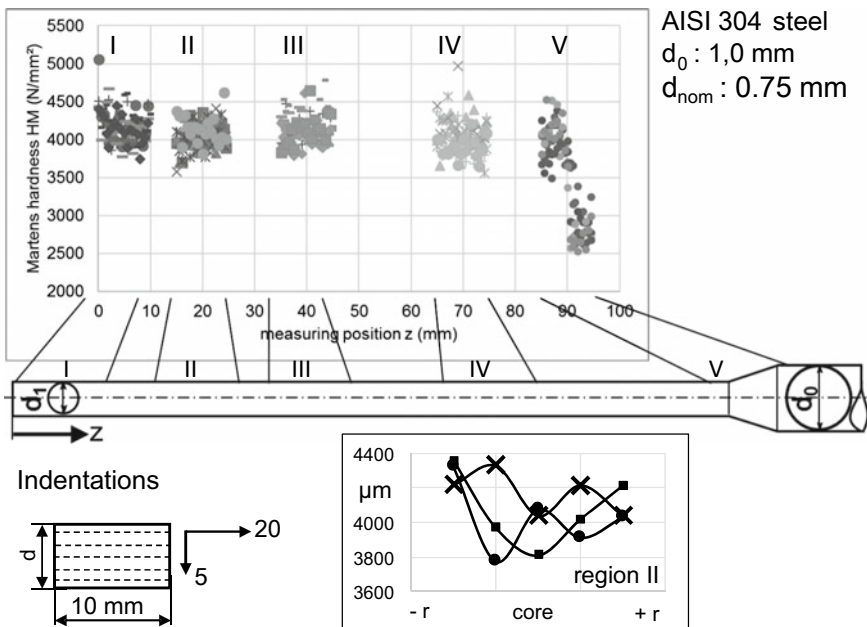 AISI 304 steel
d0 : 1,0 mm
dnom : 0.75 mm
Martens hardness HM (N/mm²)
5500
5000
4500
4000
3500
3000
2500
2000
I II III IV V
0 10 20 30 40 50 60 70 80 90 100
measuring position z (mm)
I II III IV V
d1
d0
z
Indentations
d
20
5
10 mm
4400
µm
4000
3800
3600
region II
- r core + r